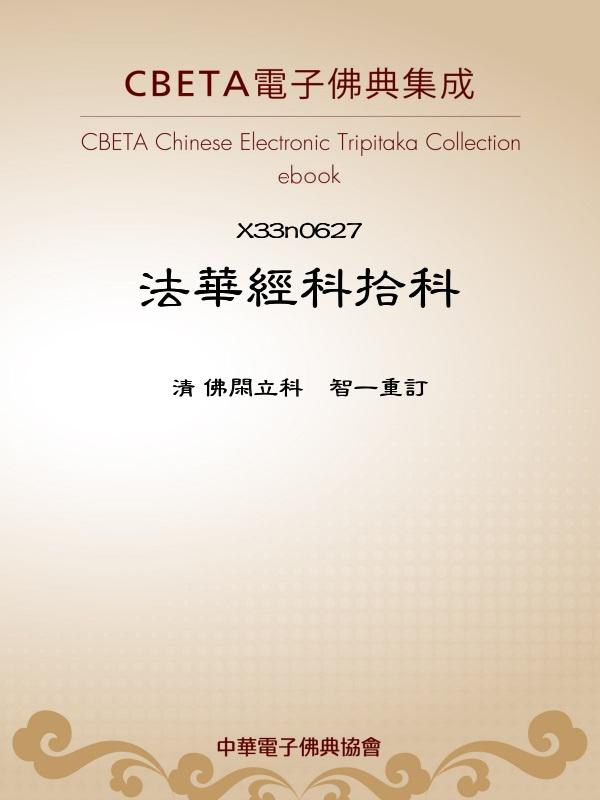 CBETA電子佛典集成
CBETA Chinese Electronic Tripitaka Collection
ebook
X33n0627
法華經科拾科
清 佛閑立科　智一重訂
中華電子佛典協會